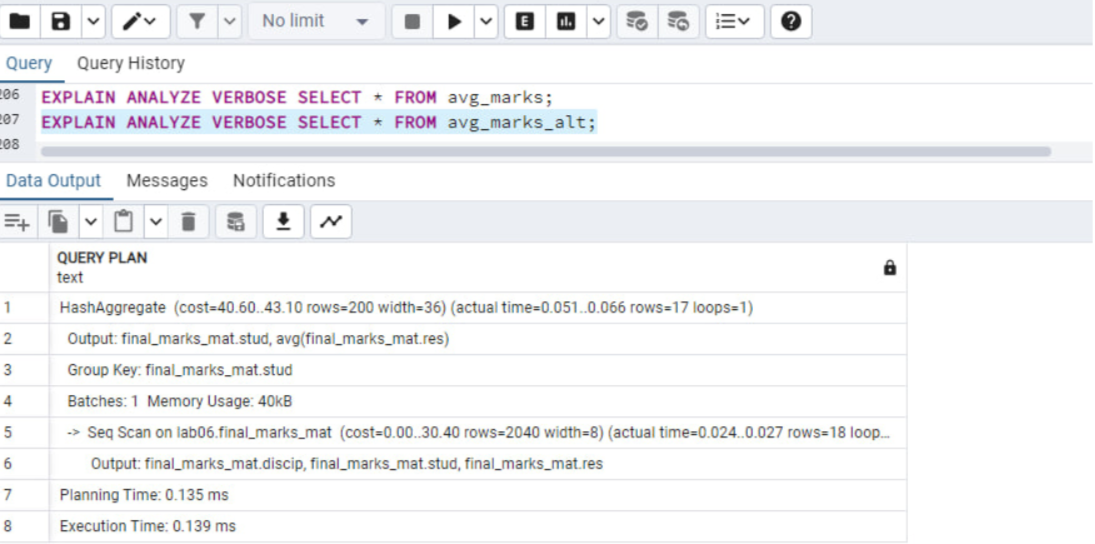 No limit
E
Query Query History
206 EXPLAIN ANALYZE VERBOSE SELECT * FROM avg_marks;
207 EXPLAIN ANALYZE VERBOSE SELECT * FROM avg_marks_alt;
208
Data Output Messages Notifications
QUERY PLAN
text
1 HashAggregate (cost=40.60..43.10 rows=200 width=36) (actual time=0.051..0.066 rows=17 loops=1)
2 Output: final_marks_mat.stud, avg(final_marks_mat.res)
3 Group Key: final_marks_mat.stud
4 Batches: 1 Memory Usage: 40kB
5 -> Seq Scan on lab06.final_marks_mat (cost=0.00..30.40 rows=2040 width=8) (actual time=0.024..0.027 rows=18 loop...
6 Output: final_marks_mat.discip, final_marks_mat.stud, final_marks_mat.res
7 Planning Time: 0.135 ms
8 Execution Time: 0.139 ms